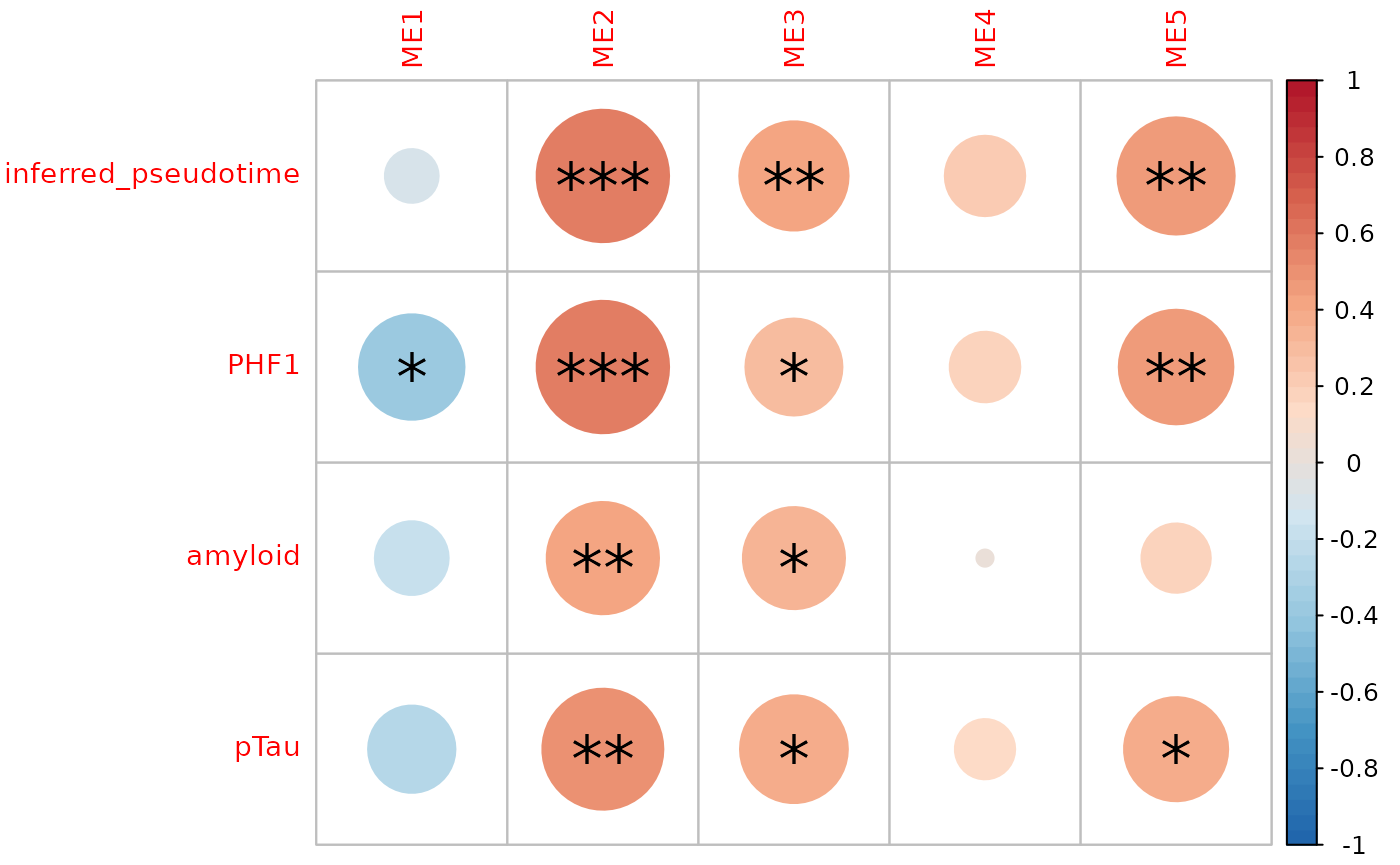 ME1 ME2 ME3 ME4 ME5
1
0.8
inferred_pseudotime *** ** **
0.6
0.4
PHF1 * *** * **
0.2
0
amyloid ** *
-0.2
-0.4
-0.6
pTau ** * *
-0.8
-1